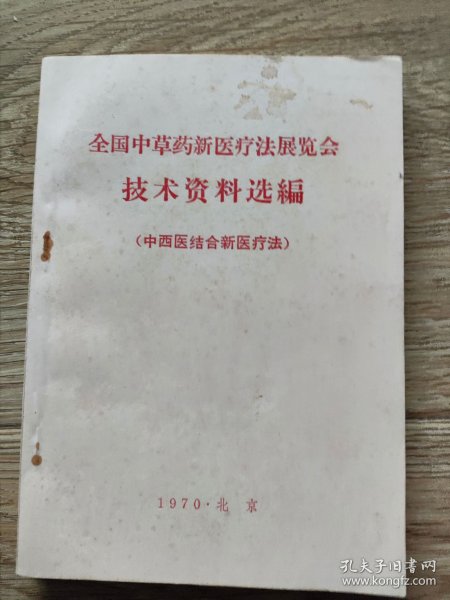 全国中草药新医疗法展览会
技术资料选編
（中西医结合新医疗法）
1970·北京
孔夫子旧书网
www.kongfz.com